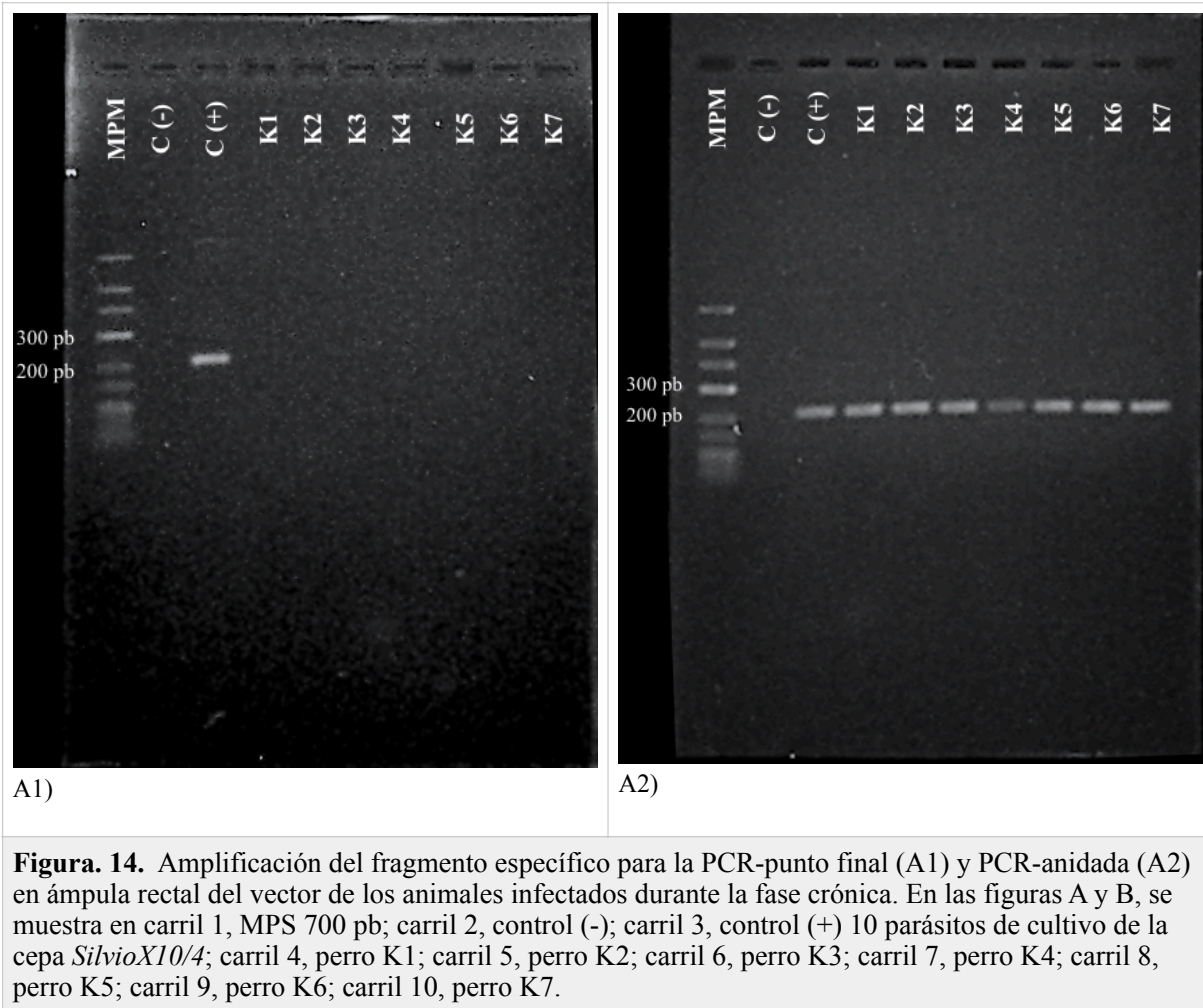 MPM C (-) C (+) K1 K2 K3 K4 K5 K6 K7
300 pb
200 pb
A1)
MPM C (-) C (+) K1 K2 K3 K4 K5 K6 K7
300 pb
200 pb
A2)
Figura. 14. Amplificación del fragmento específico para la PCR-punto final (A1) y PCR-anidada (A2)
en ámpula rectal del vector de los animales infectados durante la fase crónica. En las figuras A y B, se
muestra en carril 1, MPS 700 pb; carril 2, control (-); carril 3, control (+) 10 parásitos de cultivo de la
cepa SilvioX10/4; carril 4, perro K1; carril 5, perro K2; carril 6, perro K3; carril 7, perro K4; carril 8,
perro K5; carril 9, perro K6; carril 10, perro K7.